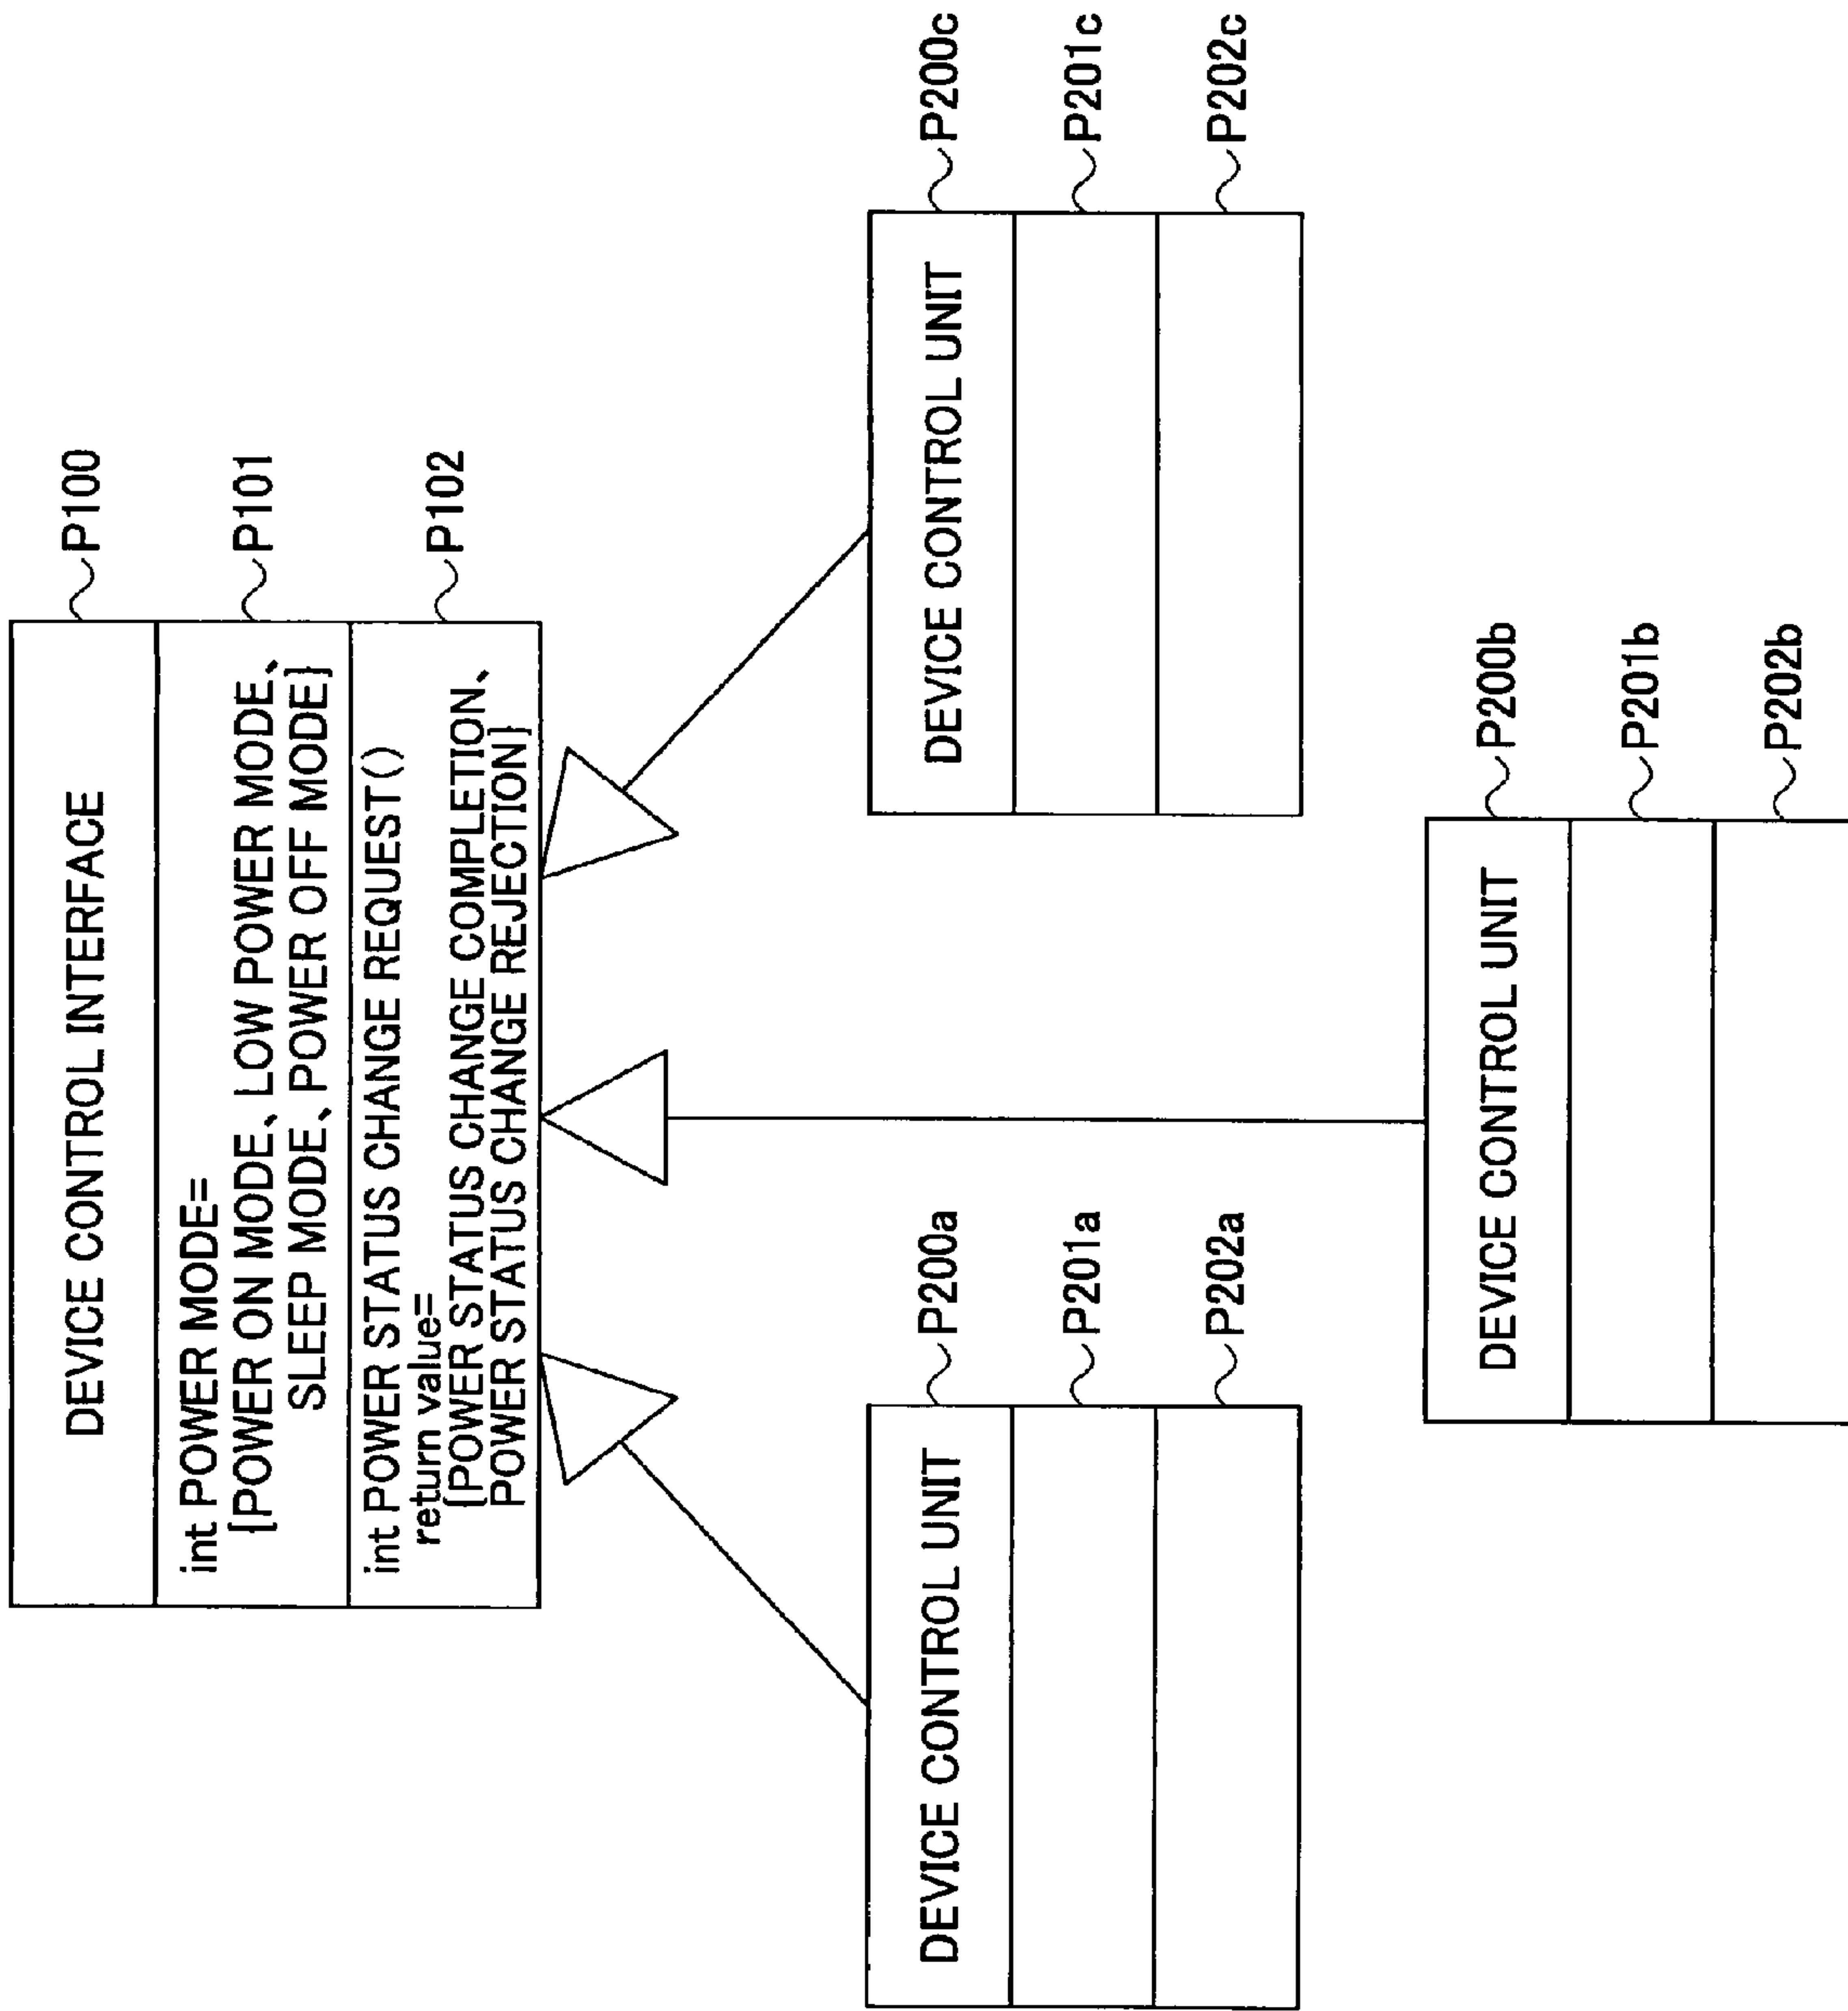 DEVICE CONTROL INTERFACE
P100
int POWER MODE=
{POWER ON MODE、LOW POWER MODE、
SLEEP MODE、POWER OFF MODE}
P101
int POWER STATUS CHANGE REQUEST()
return value=
{POWER STATUS CHANGE COMPLETION、
POWER STATUS CHANGE REJECTION}
P102
DEVICE CONTROL UNIT
P200a
P201a
P202a
DEVICE CONTROL UNIT
P200c
P201c
P202c
DEVICE CONTROL UNIT
P200b
P201b
P202b